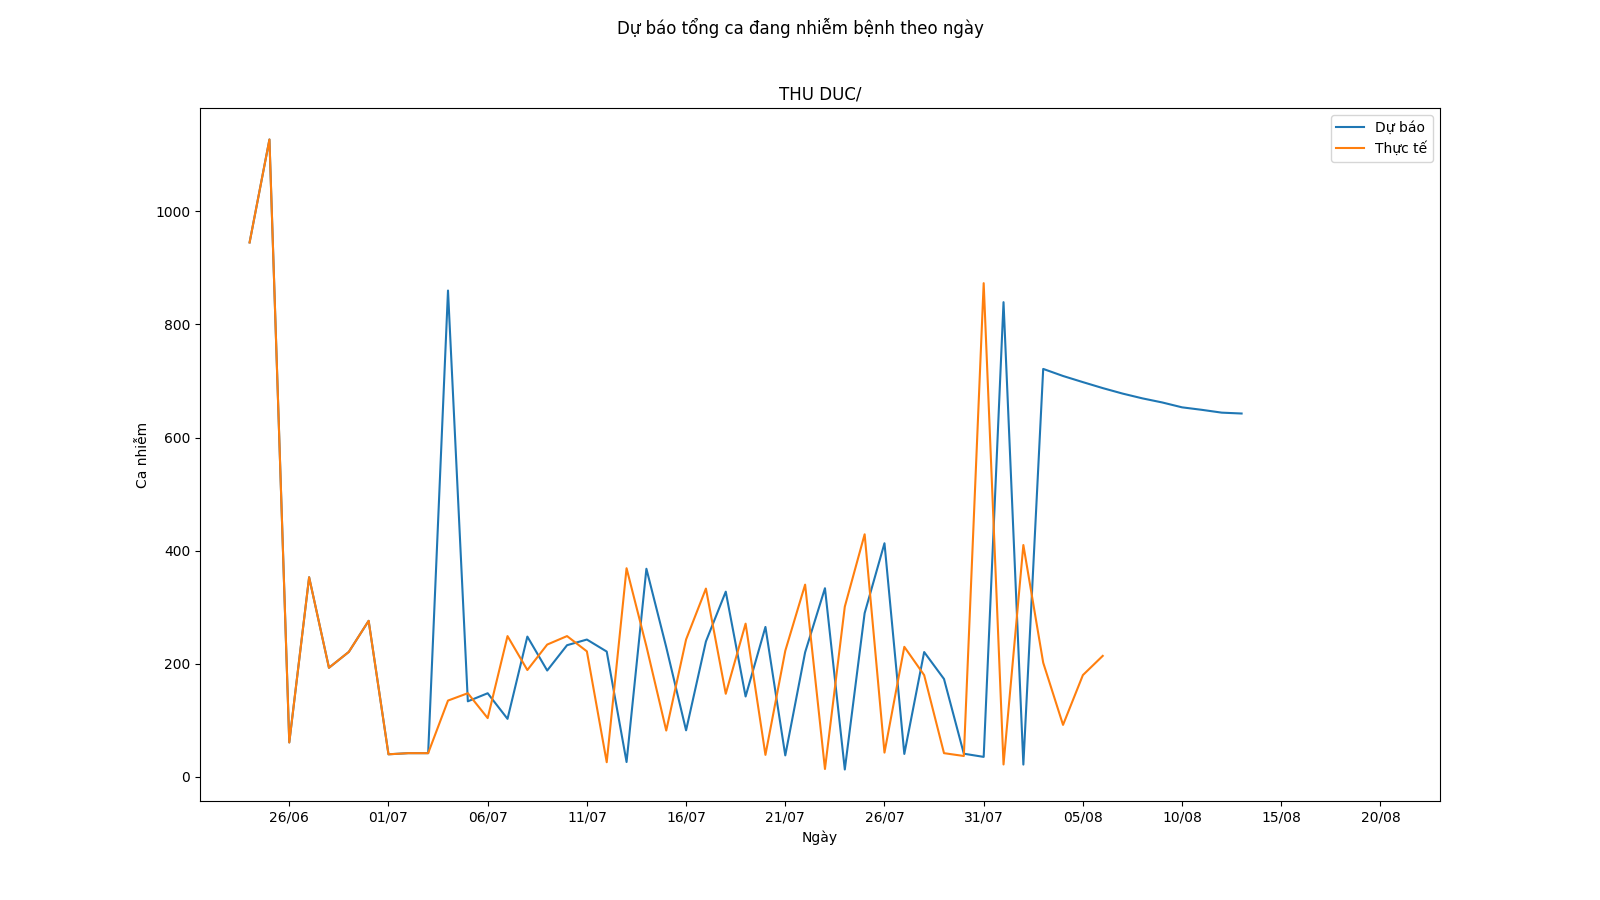 Dự báo tổng ca đang nhiễm bệnh theo ngày
THU DUC/
Dự báo
Thực tế
1000
800
600
400
200
0
Ca nhiễm
26/06 01/07 06/07 11/07 16/07 21/07 26/07 31/07 05/08 10/08 15/08 20/08
Ngày